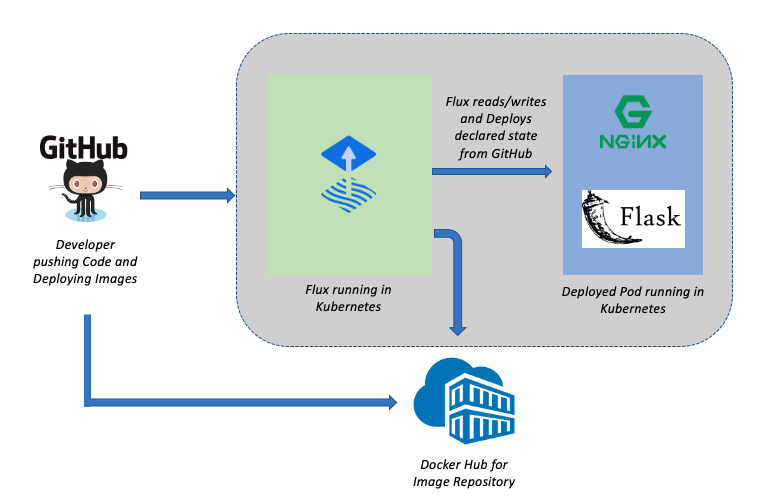 GitHub
Developer
pushing Code and
Deploying Images
Flux running in
Kubernetes
Flux reads/writes
and Deploys
declared state
from GitHub
NGINX
Flask
Deployed Pod running in
Kubernetes
Docker Hub for
Image Repository